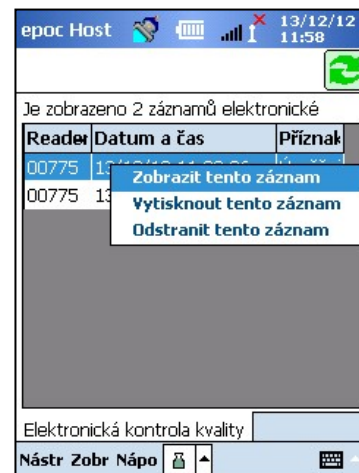 epoc Host 13/12/12
11:58
Je zobrazeno 2 záznamů elektronické
Reader Datum a čas Příznak
00775
Zobrazit tento záznam
00775 13
Vytisknout tento záznam
Odstranit tento záznam
Elektronická kontrola kvality
Nástr Zobr Nápo